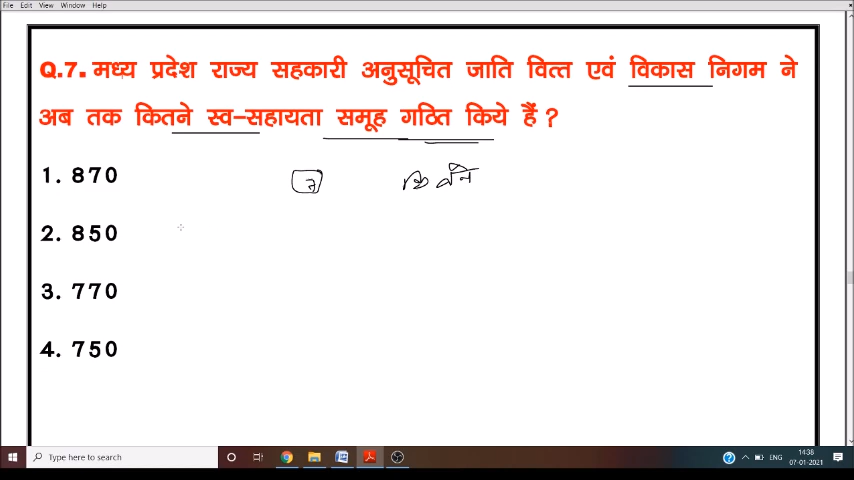 File Edit View Window Help
Q.7. मध्य प्रदेश राज्य सहकारी अनुसूचित जाति वित्त एवं विकास निगम ने
अब तक कितने स्व-सहायता समूह गठित किये हैं ?
1. 870
2. 850
3. 770
4. 750
Type here to search
ENG
14:38
07-01-2021